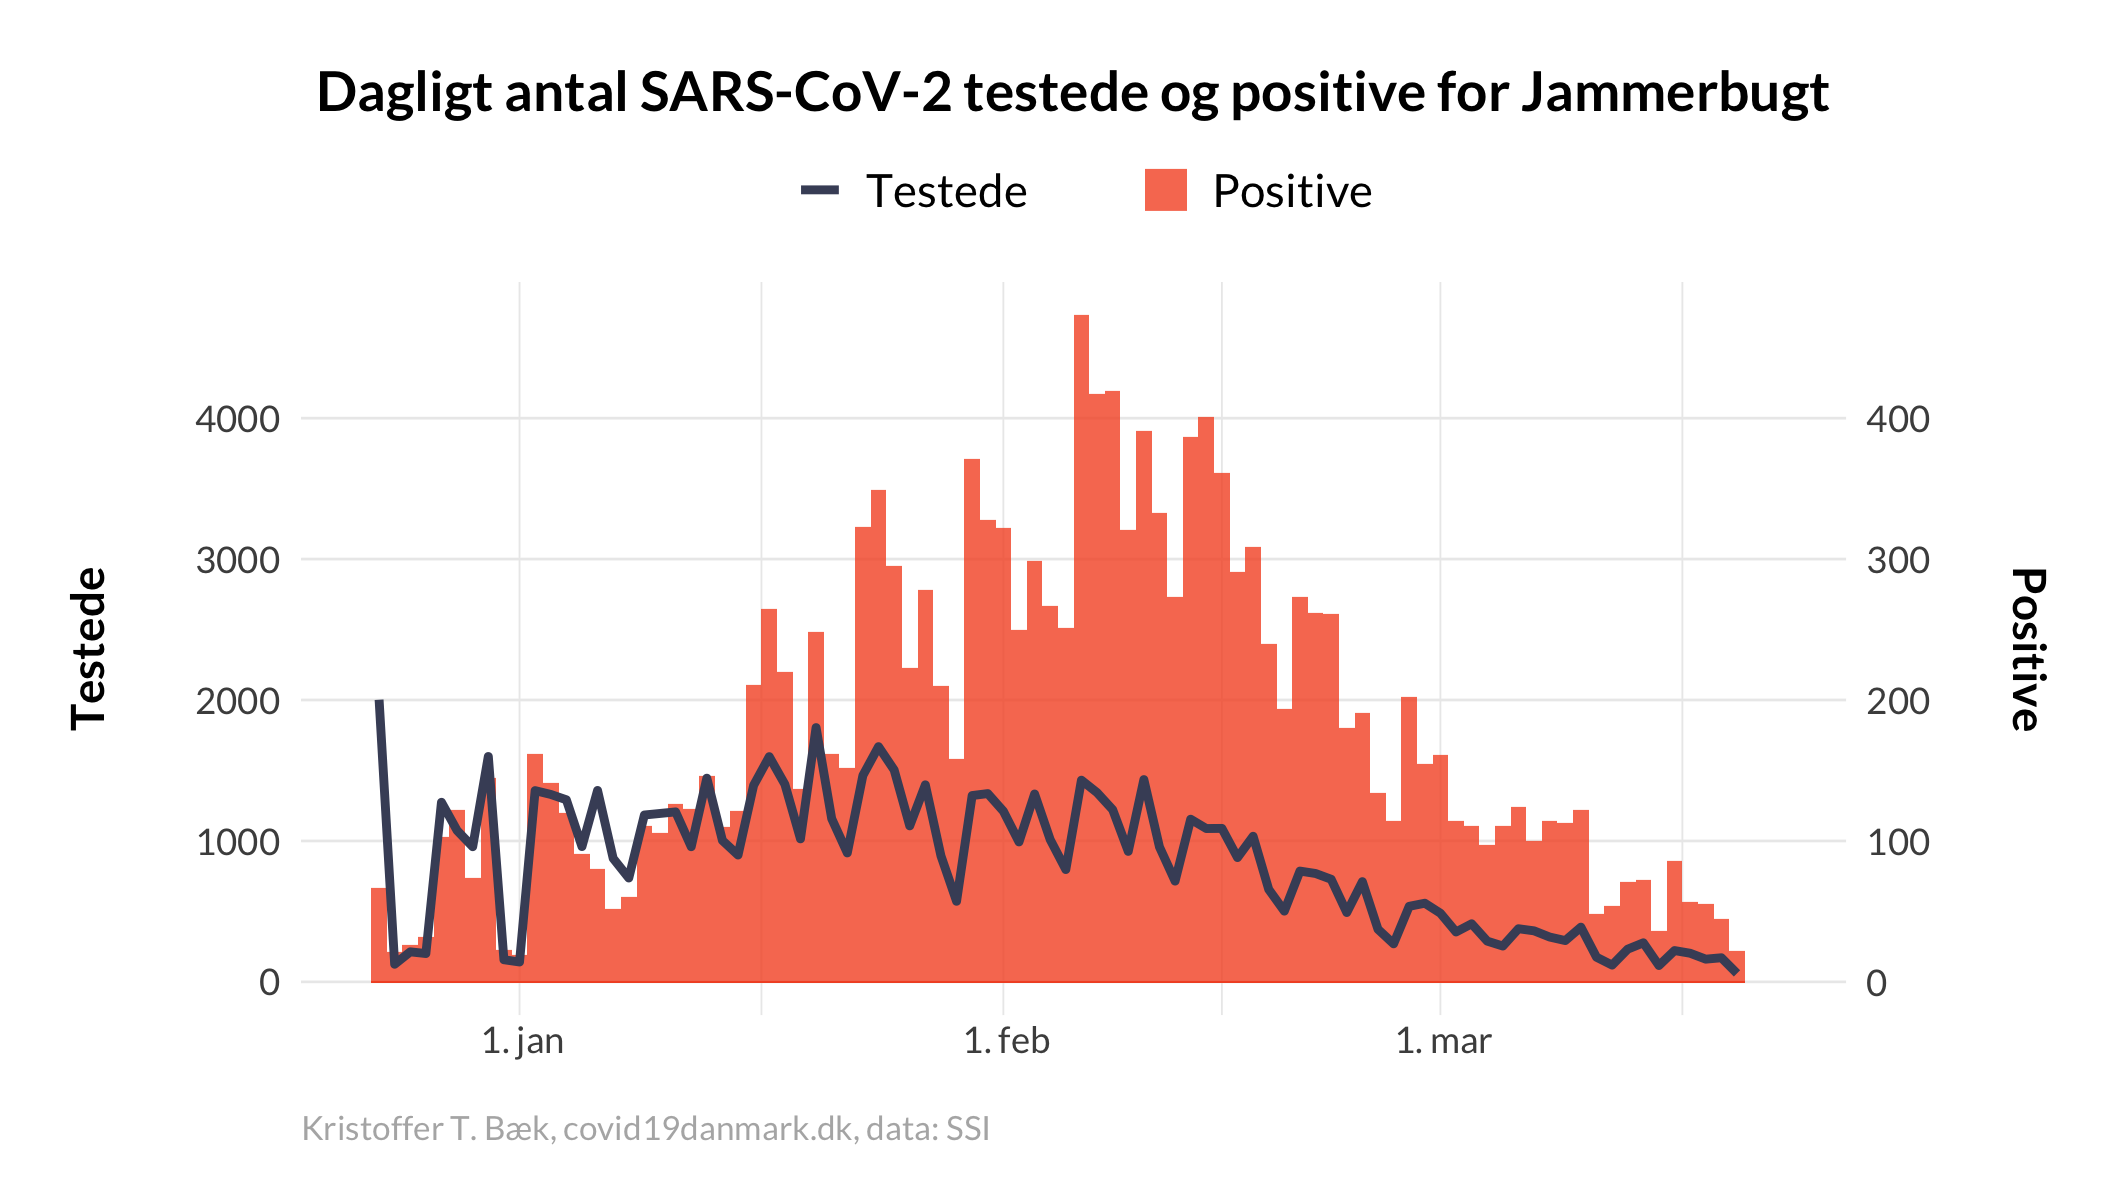 Dagligt antal SARS-CoV-2 testede og positive for Jammerbugt
Testede
Positive
4000
3000
2000
1000
0
Testede
400
300
200
100
0
Positive
1. jan
1. feb
1. mar
Kristoffer T. Bæk, covid19danmark.dk, data: SSI